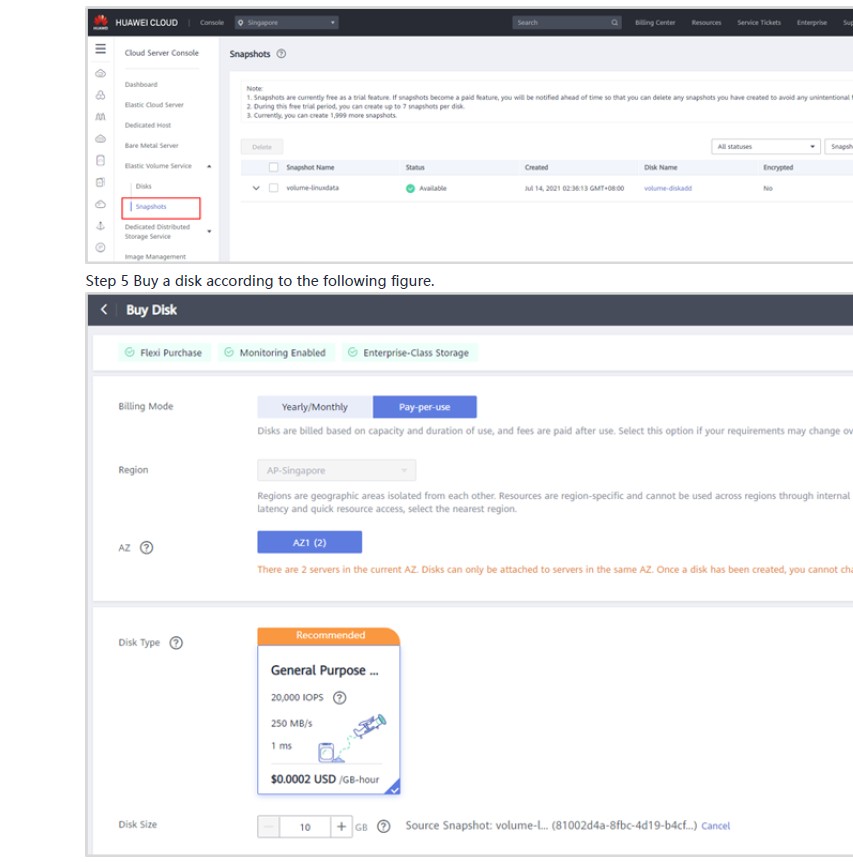 HUAWEI CLOUD | Console Singapore Search Billing Center Resources Service Tickets Enterprise Sup
HUAWEI
Cloud Server Console
Snapshots ?
Dashboard
Elastic Cloud Server
Dedicated Host
Bare Metal Server
Elastic Volume Service
Disks
Snapshots
Dedicated Distributed
Storage Service
Image Management
Note:
1. Snapshots are currently free as a trial feature. If snapshots become a paid feature, you will be notified ahead of time so that you can delete any snapshots you have created to avoid any unintentional
2. During this free trial period, you can create up to 7 snapshots per disk.
3. Currently, you can create 1,999 more snapshots.
Delete All statuses Snapsh
Snapshot Name Status Created Disk Name Encrypted
volume-linuxdata Available Jul 14, 2021 02:36:13 GMT+08:00 volume-diskadd No
Step 5 Buy a disk according to the following figure.
Buy Disk
Flexi Purchase Monitoring Enabled Enterprise-Class Storage
Billing Mode Yearly/Monthly Pay-per-use
Disks are billed based on capacity and duration of use, and fees are paid after use. Select this option if your requirements may change ov
Region AP-Singapore
Regions are geographic areas isolated from each other. Resources are region-specific and cannot be used across regions through internal
latency and quick resource access, select the nearest region.
AZ ? AZ1 (2)
There are 2 servers in the current AZ. Disks can only be attached to servers in the same AZ. Once a disk has been created, you cannot cha
Disk Type ? Recommended
General Purpose ...
20,000 IOPS ?
250 MB/s
1 ms
$0.0002 USD /GB-hour
Disk Size — 10 + GB ? Source Snapshot: volume-l... (81002d4a-8fbc-4d19-b4cf...) Cancel